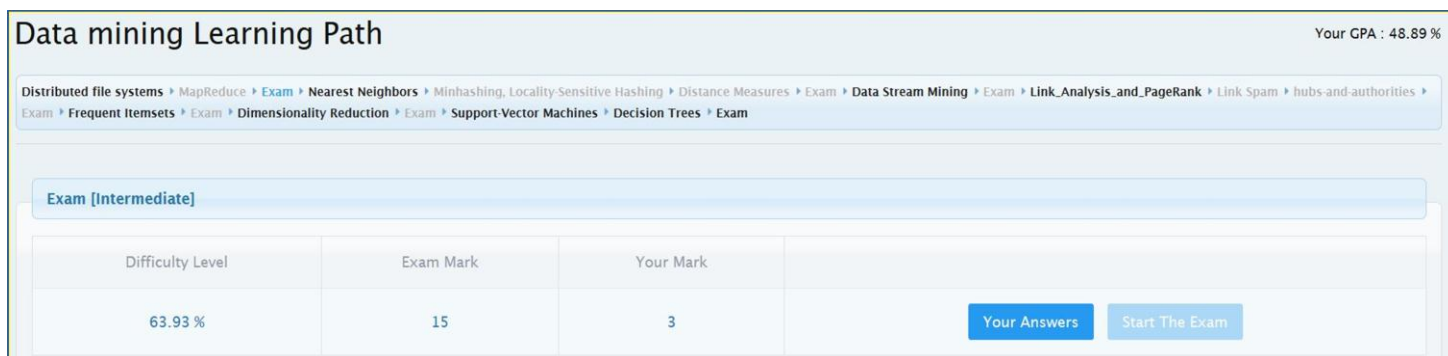 Data mining Learning Path
Your GPA : 48.89 %
Distributed file systems ‣ MapReduce ‣ Exam ‣ Nearest Neighbors ‣ Minhashing, Locality-Sensitive Hashing ‣ Distance Measures ‣ Exam ‣ Data Stream Mining ‣ Exam ‣ Link_Analysis_and_PageRank ‣ Link Spam ‣ hubs-and-authorities ‣
Exam ‣ Frequent Itemsets ‣ Exam ‣ Dimensionality Reduction ‣ Exam ‣ Support-Vector Machines ‣ Decision Trees ‣ Exam
Exam [Intermediate]
Difficulty Level Exam Mark Your Mark
63.93 % 15 3 Your Answers Start The Exam